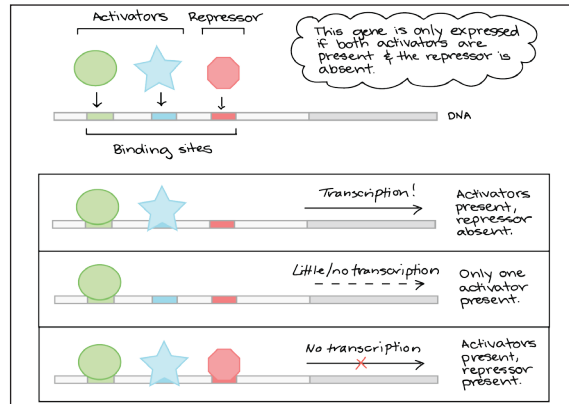 Activators
Repressor
This gene is only expressed
if both activators are
present & the repressor is
absent.
DNA
Binding sites
Transcription!
Activators
present,
repressor
absent.
Little/no transcription
Only one
activator
present.
No transcription
Activators
present,
repressor
present.